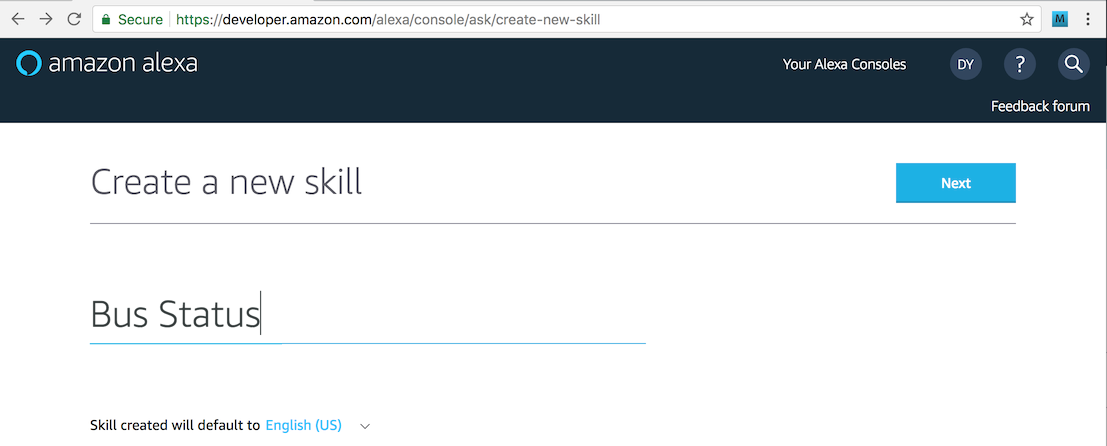 Secure https://developer.amazon.com/alexa/console/ask/create-new-skill M
amazon alexa Your Alexa Consoles DY ?
Feedback forum
Create a new skill Next
Bus Status
Skill created will default to English (US)